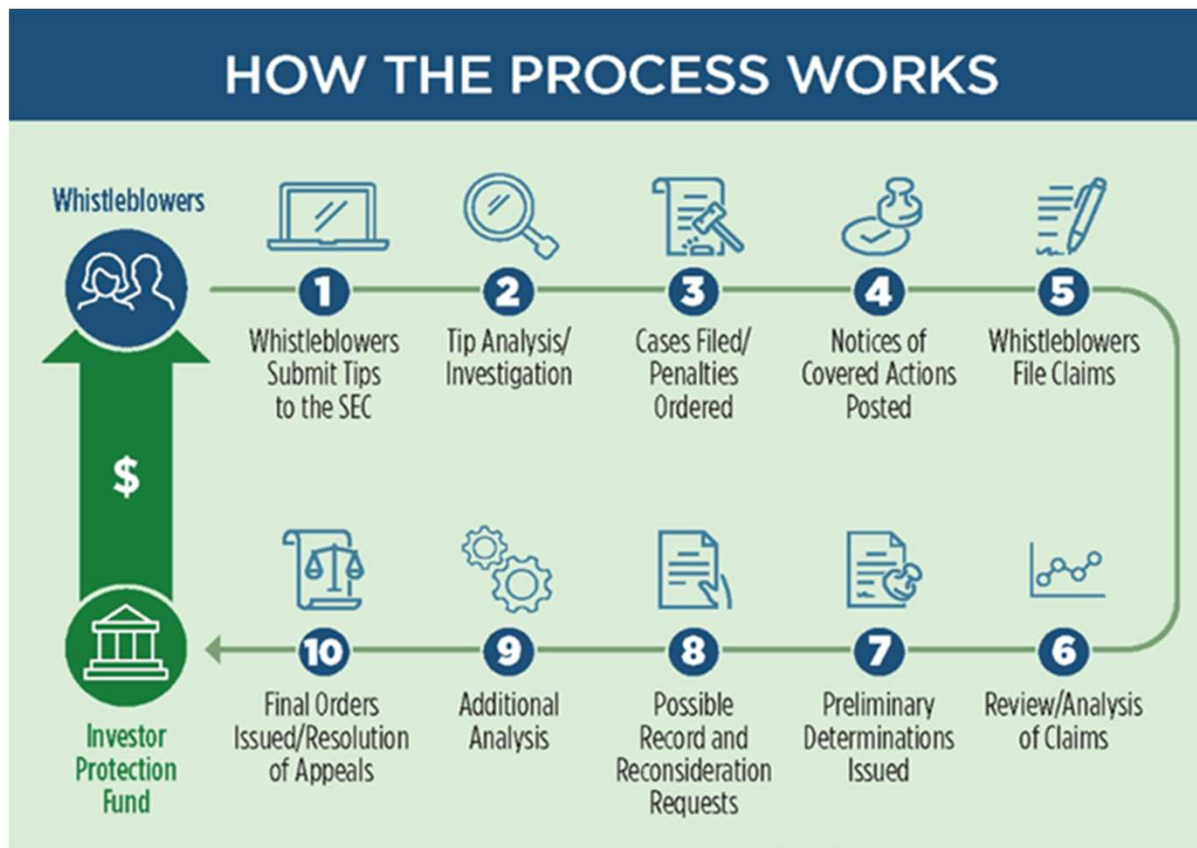 HOW THE PROCESS WORKS
Whistleblowers
1
Whistleblowers
Submit Tips
to the SEC
2
Tip Analysis/
Investigation
3
Cases Filed/
Penalties
Ordered
4
Notices of
Covered Actions
Posted
5
Whistleblowers
File Claims
$
6
Review/Analysis
of Claims
7
Preliminary
Determinations
Issued
8
Possible
Record and
Reconsideration
Requests
9
Additional
Analysis
10
Final Orders
Issued/Resolution
of Appeals
Investor
Protection
Fund